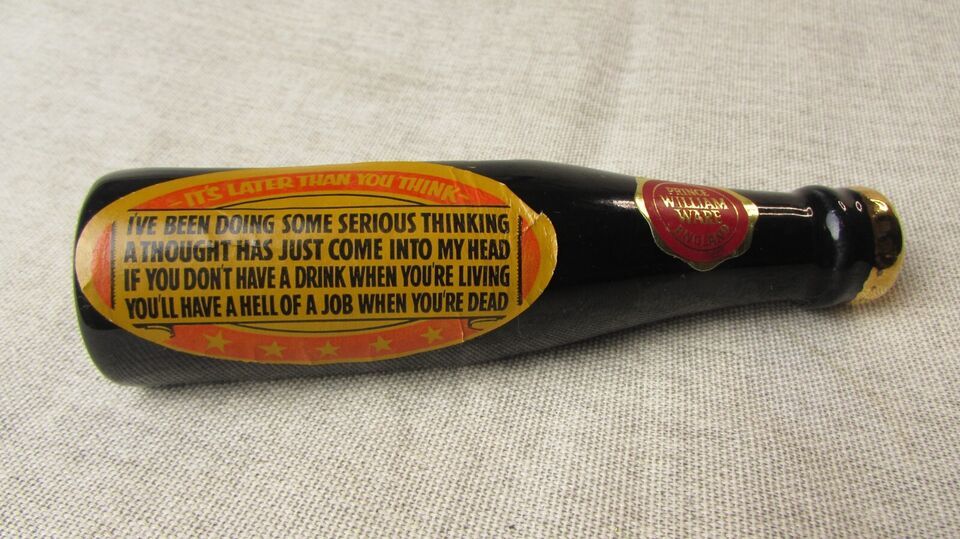 ~IT'S LATER THAN YOU THINK~
I'VE BEEN DOING SOME SERIOUS THINKING
A THOUGHT HAS JUST COME INTO MY HEAD
IF YOU DON'T HAVE A DRINK WHEN YOU'RE LIVING
YOU'LL HAVE A HELL OF A JOB WHEN YOU'RE DEAD
PRINCE
WILLIAM
WARE
ENGLAND